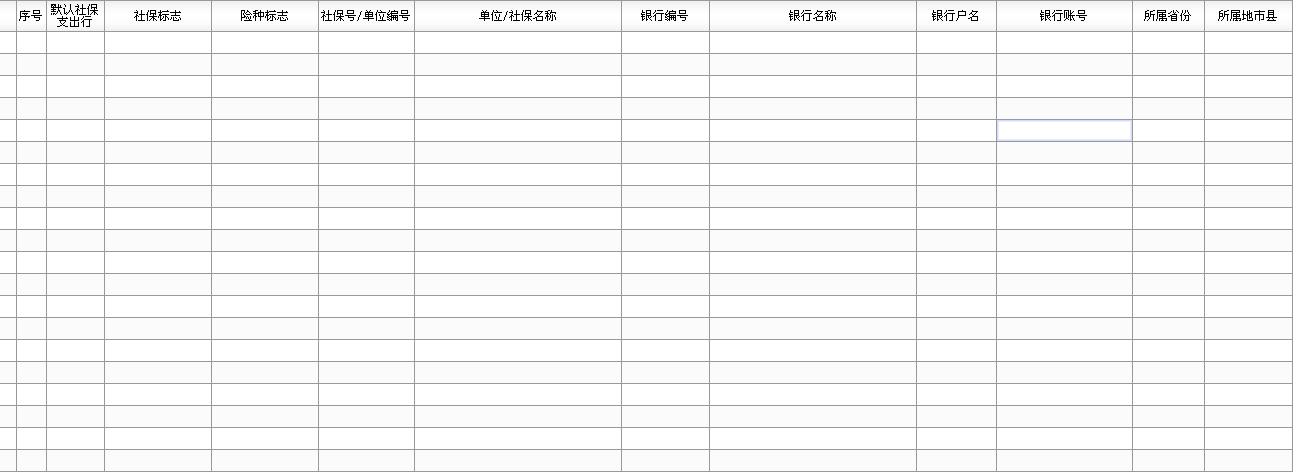 序号
默认社保
支出行
社保标志
险种标志
社保号/单位编号
单位/社保名称
银行编号
银行名称
银行户名
银行账号
所属省份
所属地市县